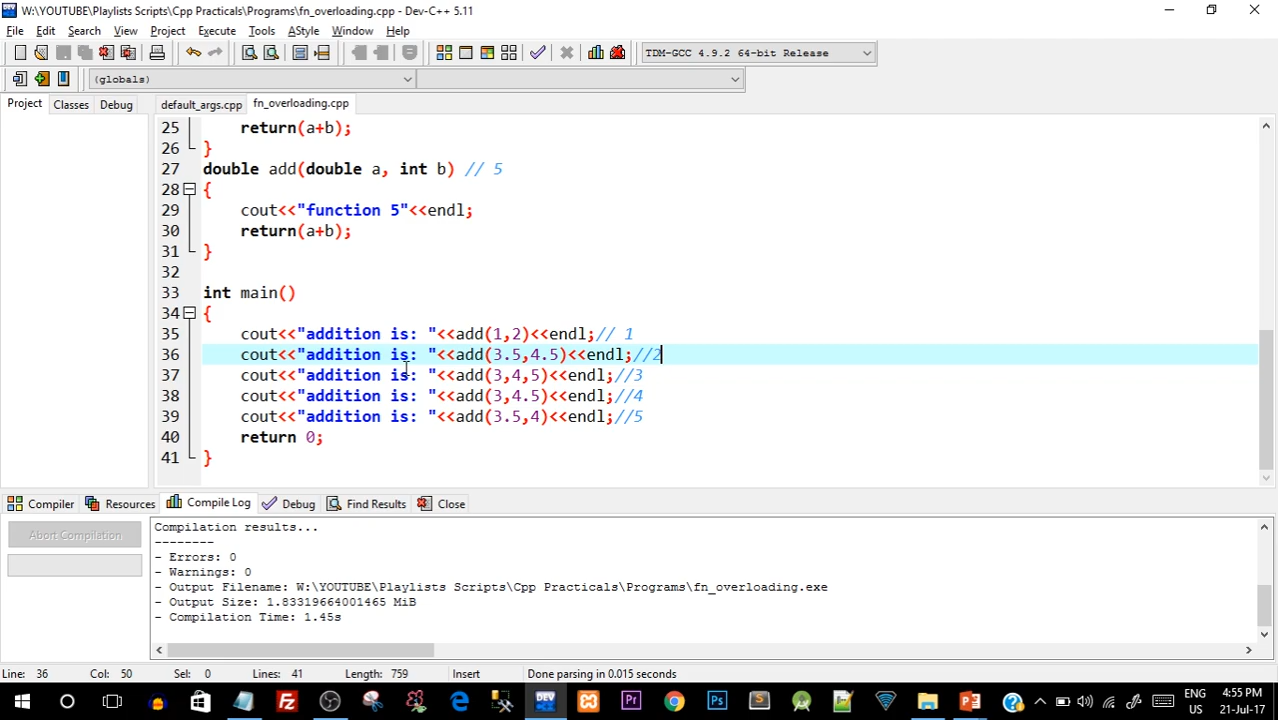 W:\YOUTUBE\Playlists Scripts\Cpp Practicals\Programs\fn_overloading.cpp - Dev-C++ 5.11
File Edit Search View Project Execute Tools AStyle Window Help
TDM-GCC 4.9.2 64-bit Release
(globals)
Project Classes Debug default_args.cpp fn_overloading.cpp
25 return(a+b);
26 }
27 double add(double a, int b) // 5
28 {
29 cout<<"function 5"<<endl;
30 return(a+b);
31 }
32
33 int main()
34 {
35 cout<<"addition is: "<<add(1,2)<<endl;// 1
36 cout<<"addition is: "<<add(3.5,4.5)<<endl;//2
37 cout<<"addition is: "<<add(3,4,5)<<endl;//3
38 cout<<"addition is: "<<add(3,4.5)<<endl;//4
39 cout<<"addition is: "<<add(3.5,4)<<endl;//5
40 return 0;
41 }
Compiler Resources Compile Log Debug Find Results Close
Abort Compilation
Compilation results...
--------
- Errors: 0
- Warnings: 0
- Output Filename: W:\YOUTUBE\Playlists Scripts\Cpp Practicals\Programs\fn_overloading.exe
- Output Size: 1.83319664001465 MiB
- Compilation Time: 1.45s
Line: 36 Col: 50 Sel: 0 Lines: 41 Length: 759 Insert Done parsing in 0.015 seconds
ENG 4:55 PM
US 21-Jul-17